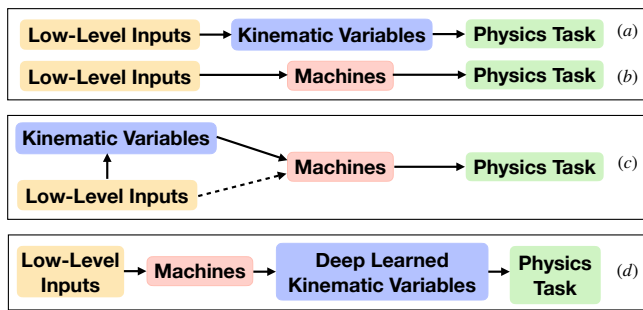 Low-Level Inputs Kinematic Variables Physics Task (a)
Low-Level Inputs Machines Physics Task (b)
Kinematic Variables
Machines Physics Task (c)
Low-Level Inputs
Low-Level Inputs Machines Deep Learned Kinematic Variables Physics Task (d)